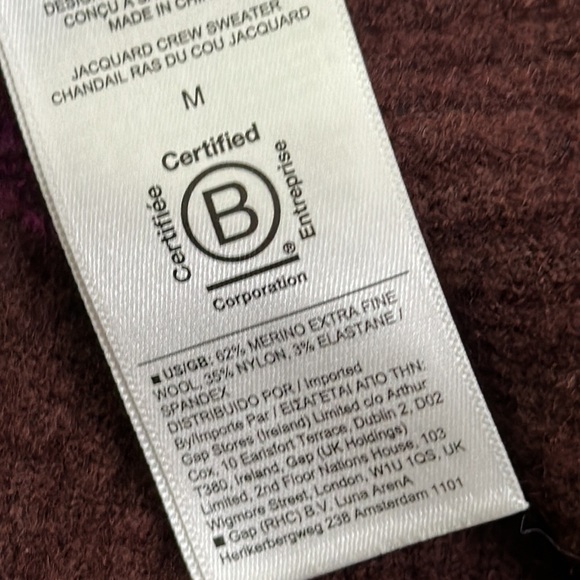 CONÇU À
MADE IN
JACQUARD CREW SWEATER
CHANDAIL RAS DU COU JACQUARD
M
Certified
Certifiée
B
Entreprise
®
Corporation
■ US/GB: 62% MERINO EXTRA FINE
WOOL, 35% NYLON, 3% ELASTANE /
SPANDEX
DISTRIBUIDO POR / Imported
By/Importe Par / ΕΙΣΑΓΕΤΑΙ ΑΠΟ ΤΗΝ:
Gap Stores (Ireland) Limited c/o Arthur
Cox, 10 Earlsfort Terrace, Dublin 2, D02
T380, Ireland, Gap (UK Holdings)
Limited, 2nd Floor Nations House, 103
Wigmore Street, London, W1U 1QS, UK
■ Gap (RHC) B.V. Luna ArenA
Herikerbergweg 238 Amsterdam 1101